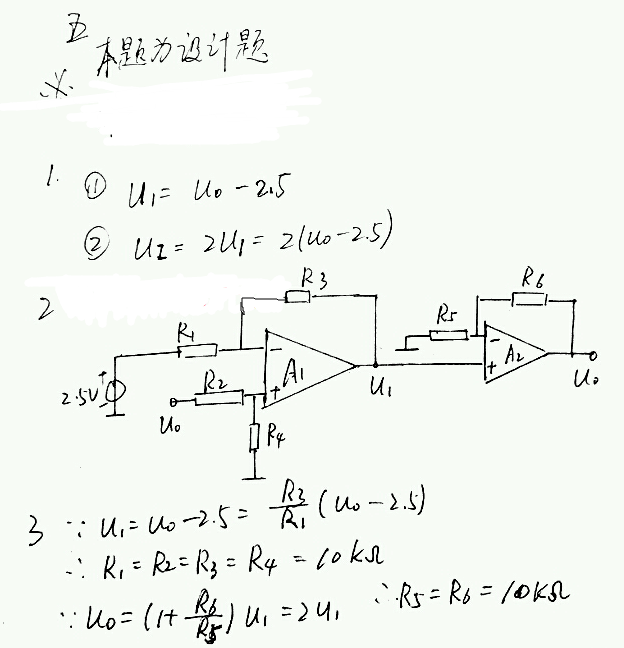 五
※ 本题为设计题
1. ① U₁ = U₀ - 2.5
② U₂ = 2U₁ = 2(U₀ - 2.5)
2
R3 R6
R1 R5
2.5V + - R2 - + A1 U₁ - + A2 U₀
U₀ R4
3 ∵ U₁ = U₀ - 2.5 = R3/R1 (U₀ - 2.5)
∴ R₁ = R₂ = R₃ = R₄ = 10kΩ
∵ U₀ = (1 + R6/R5) U₁ = 2U₁ ∴ R5 = R6 = 10kΩ